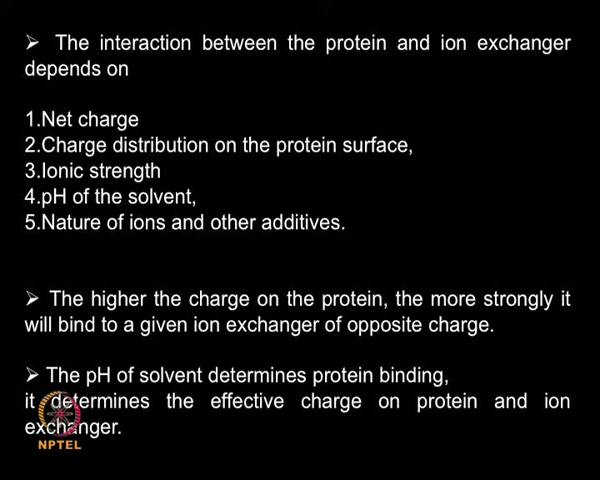 ➢ The interaction between the protein and ion exchanger
depends on
1.Net charge
2.Charge distribution on the protein surface,
3.Ionic strength
4.pH of the solvent,
5.Nature of ions and other additives.
➢ The higher the charge on the protein, the more strongly it
will bind to a given ion exchanger of opposite charge.
➢ The pH of solvent determines protein binding,
it determines the effective charge on protein and ion
exchanger.
NPTEL